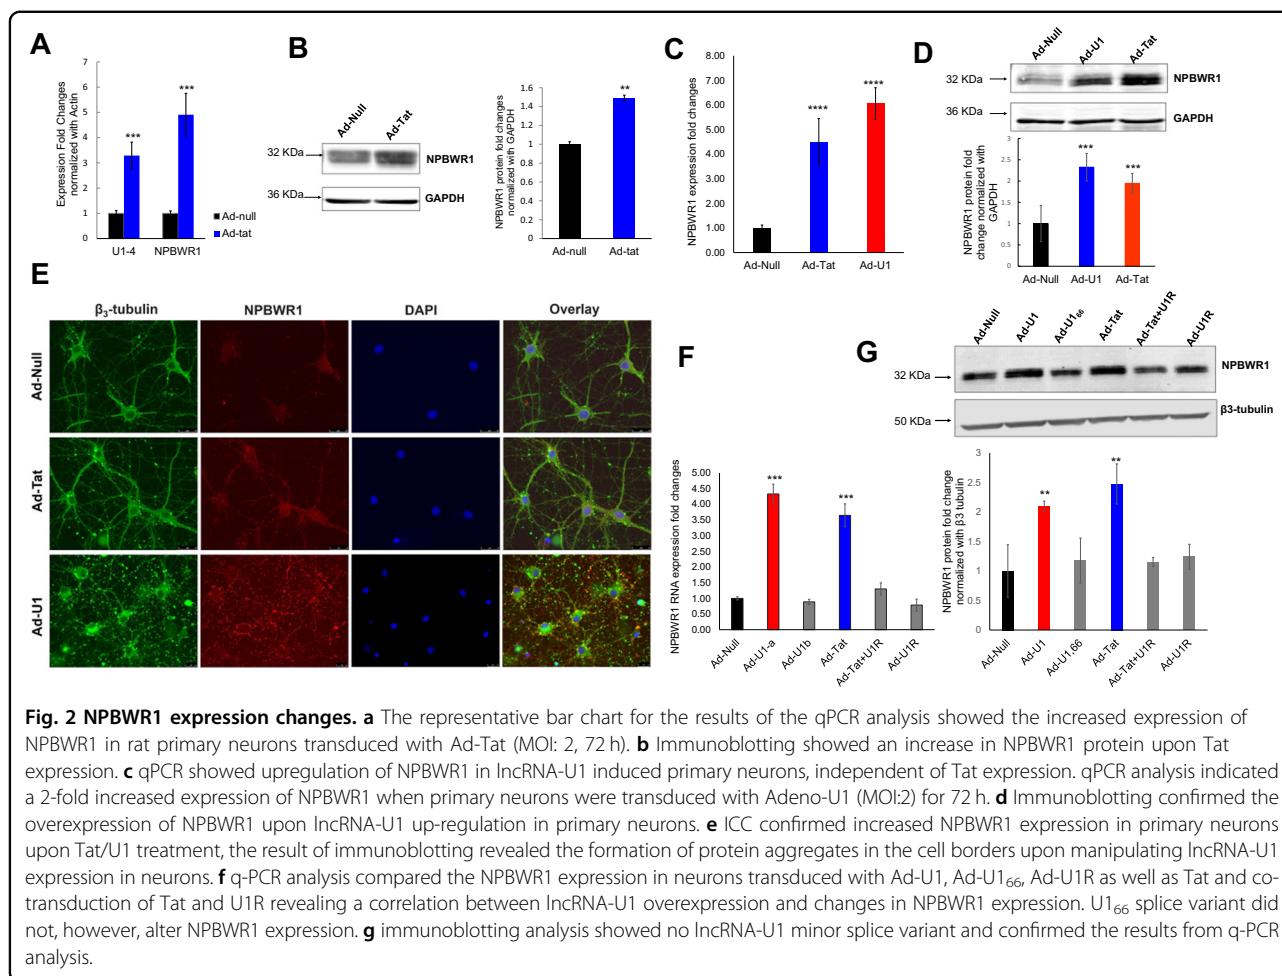 A
Expression Fold Changes
normalized with Actin
7
6
5
4
3
2
1
0
***
***
U1-4
NPBWR1
Ad-null
Ad-tat
B
Ad-Null
Ad-Tat
32 KDa
NPBWR1
36 KDa
GAPDH
NPBWR1 protein fold changes
normalized with GAPDH
1.6
1.4
1.2
1
0.8
0.6
0.4
0.2
0
**
Ad-null
Ad-tat
C
NPBWR1 expression fold changes
8.00
7.00
6.00
5.00
4.00
3.00
2.00
1.00
0.00
****
****
Ad-Null
Ad-Tat
Ad-U1
D
Ad-Null
Ad-U1
Ad-Tat
32 KDa
NPBWR1
36 KDa
GAPDH
NPBWR1 protein fold
change normalized with
GAPDH
3
2.5
2
1.5
1
0.5
0
***
***
Ad-Null
Ad-U1
Ad-Tat
E
β3-tubulin
NPBWR1
DAPI
Overlay
Ad-Null
Ad-Tat
Ad-U1
F
NPBWR1 RNA expression fold changes
5.00
4.50
4.00
3.50
3.00
2.50
2.00
1.50
1.00
0.50
0.00
***
***
Ad-Null
Ad-U1-a
Ad-U1b
Ad-Tat
Ad-Tat+U1R
Ad-U1R
G
Ad-Null
Ad-U1
Ad-U166
Ad-Tat
Ad-Tat+U1R
Ad-U1R
32 KDa
NPBWR1
50 KDa
β3-tubulin
NPBWR1 protein fold change
normalized with β3 tubulin
3
2.5
2
1.5
1
0.5
0
**
**
Ad-Null
Ad-U1
Ad-U1,66
Ad-Tat
Ad-Tat+U1R
Ad-U1R
Fig. 2 NPBWR1 expression changes. a The representative bar chart for the results of the qPCR analysis showed the increased expression of
NPBWR1 in rat primary neurons transduced with Ad-Tat (MOI: 2, 72 h). b Immunoblotting showed an increase in NPBWR1 protein upon Tat
expression. c qPCR showed upregulation of NPBWR1 in lncRNA-U1 induced primary neurons, independent of Tat expression. qPCR analysis indicated
a 2-fold increased expression of NPBWR1 when primary neurons were transduced with Adeno-U1 (MOI:2) for 72 h. d Immunoblotting confirmed the
overexpression of NPBWR1 upon lncRNA-U1 up-regulation in primary neurons. e ICC confirmed increased NPBWR1 expression in primary neurons
upon Tat/U1 treatment, the result of immunoblotting revealed the formation of protein aggregates in the cell borders upon manipulating lncRNA-U1
expression in neurons. f q-PCR analysis compared the NPBWR1 expression in neurons transduced with Ad-U1, Ad-U166, Ad-U1R as well as Tat and co-
transduction of Tat and U1R revealing a correlation between lncRNA-U1 overexpression and changes in NPBWR1 expression. U166 splice variant did
not, however, alter NPBWR1 expression. g immunoblotting analysis showed no lncRNA-U1 minor splice variant and confirmed the results from q-PCR
analysis.